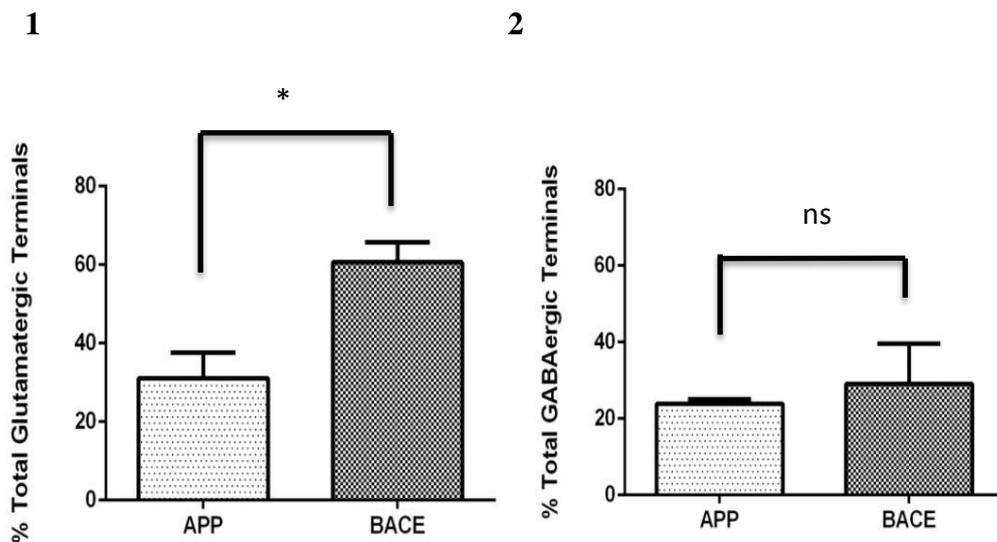 1
2
*
% Total Glutamatergic Terminals
80
60
40
20
0
APP BACE
ns
% Total GABAergic Terminals
80
60
40
20
0
APP BACE